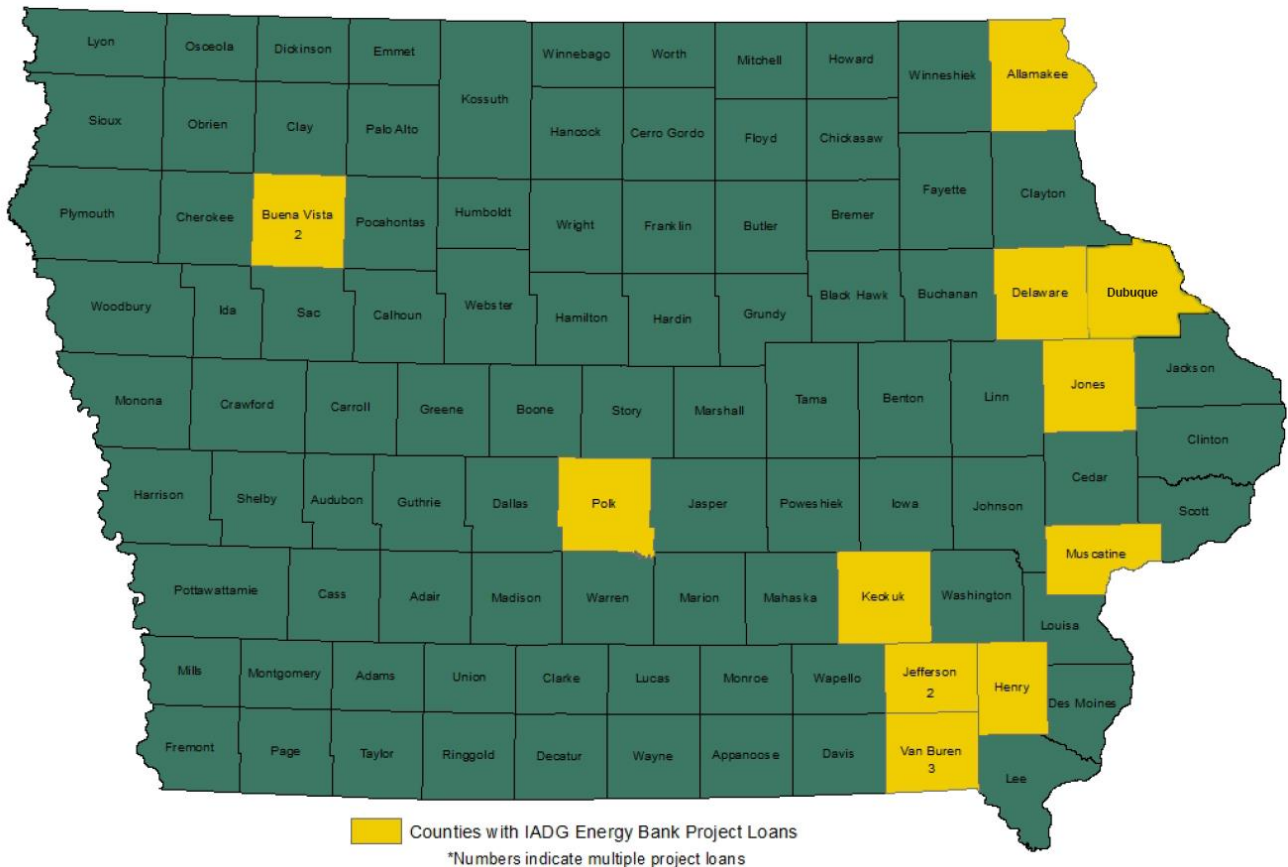 Lyon
Osceola
Dickinson
Emmet
Kossuth
Winnebago
Worth
Mitchell
Howard
Winneshiek
Allamakee
Sioux
Obrien
Clay
Palo Alto
Hancock
Cerro Gordo
Floyd
Chickasaw
Fayette
Clayton
Plymouth
Cherokee
Buena Vista
2
Pocahontas
Humboldt
Wright
Franklin
Butler
Bremer
Woodbury
Ida
Sac
Calhoun
Webster
Hamilton
Hardin
Grundy
Black Hawk
Buchanan
Delaware
Dubuque
Monona
Crawford
Carroll
Greene
Boone
Story
Marshall
Tama
Benton
Linn
Jones
Jackson
Clinton
Harrison
Shelby
Audubon
Guthrie
Dallas
Polk
Jasper
Poweshiek
Iowa
Johnson
Cedar
Scott
Muscatine
Pottawattamie
Cass
Adair
Madison
Warren
Marion
Mahaska
Keokuk
Washington
Louisa
Mills
Montgomery
Adams
Union
Clarke
Lucas
Monroe
Wapello
Jefferson
2
Henry
Des Moines
Fremont
Page
Taylor
Ringgold
Decatur
Wayne
Appanoose
Davis
Van Buren
3
Lee
Counties with IADG Energy Bank Project Loans
*Numbers indicate multiple project loans